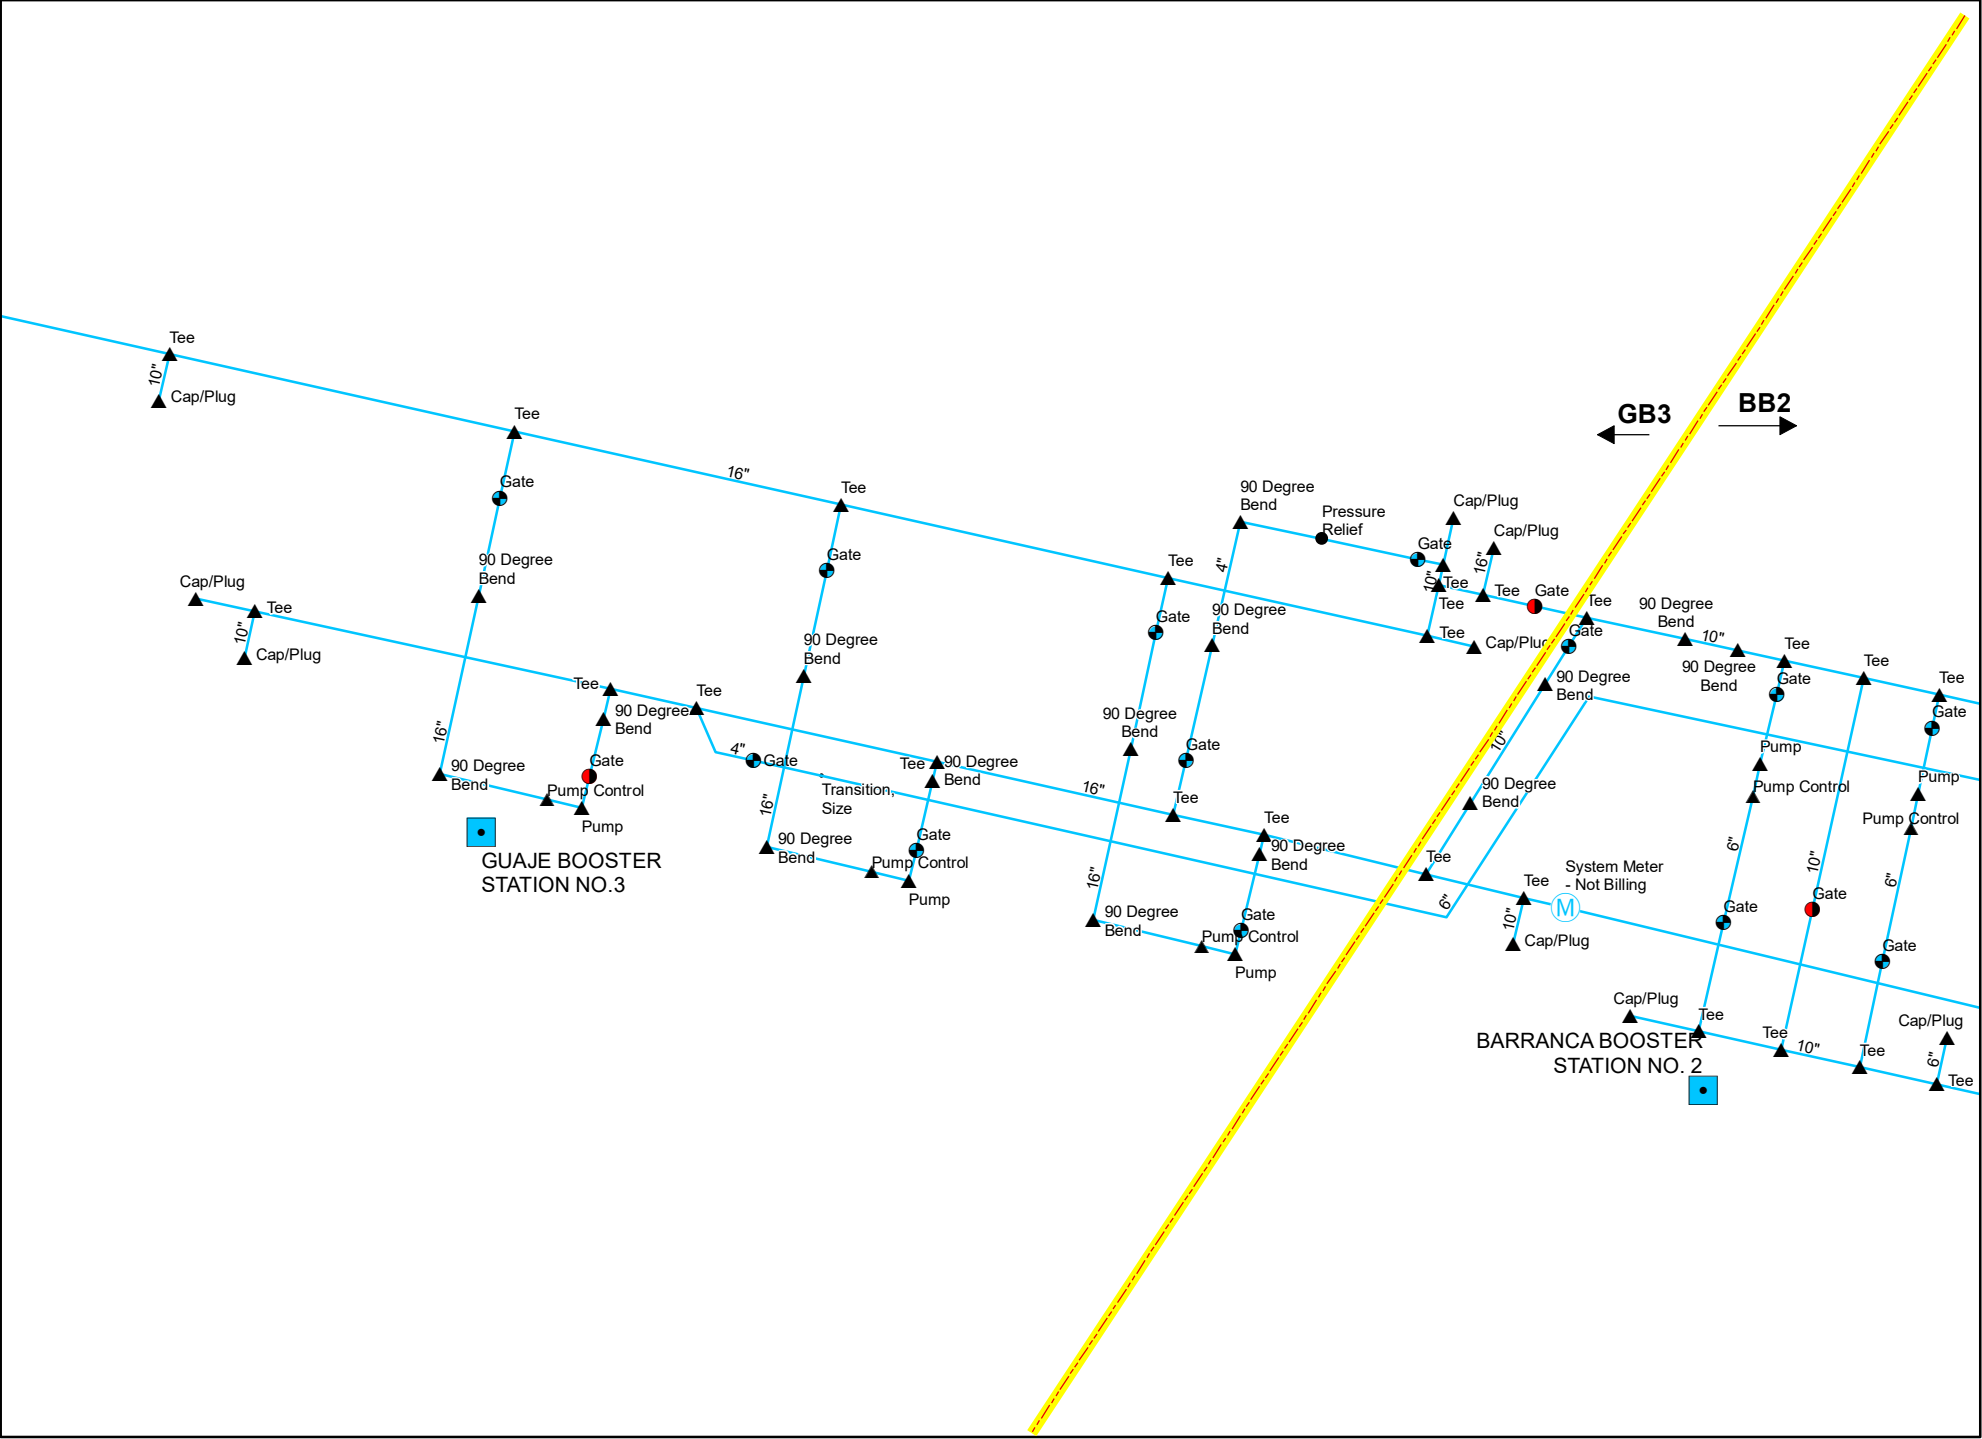 Tee
10"
Cap/Plug
Tee
Gate
16"
Tee
90 Degree
Bend
Gate
90 Degree
Bend
Cap/Plug
Tee
10"
Cap/Plug
16"
90 Degree
Bend
Tee
90 Degree
Bend
Gate
Pump Control
Pump
GUAJE BOOSTER
STATION NO.3
Tee
4"
Gate
Transition,
Size
16"
90 Degree
Bend
Tee
90 Degree
Bend
Gate
Pump Control
Pump
Tee
Gate
90 Degree
Bend
16"
90 Degree
Bend
Pressure
Relief
4"
90 Degree
Bend
Gate
Tee
16"
90 Degree
Bend
Tee
90 Degree
Bend
Gate
Pump Control
Pump
Gate
Cap/Plug
Tee
10"
Tee
Tee
Cap/Plug
Cap/Plug
16"
Tee
Gate
GB3
BB2
Tee
Gate
90 Degree
Bend
10"
90 Degree
Bend
Tee
6"
90 Degree
Bend
10"
90 Degree
Bend
Tee
Gate
Pump
Pump Control
6"
Gate
Tee
Tee
10"
Gate
Tee
Tee
Gate
Pump
Pump Control
6"
Gate
Tee
Tee
10"
Cap/Plug
System Meter
- Not Billing
M
Cap/Plug
10"
Cap/Plug
6"
Tee
BARRANCA BOOSTER
STATION NO. 2